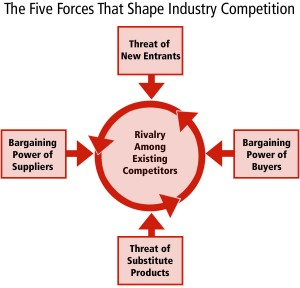 The Five Forces That Shape Industry Competition
Threat of
New Entrants
Bargaining
Power of
Suppliers
Rivalry
Among
Existing
Competitors
Bargaining
Power of
Buyers
Threat of
Substitute
Products